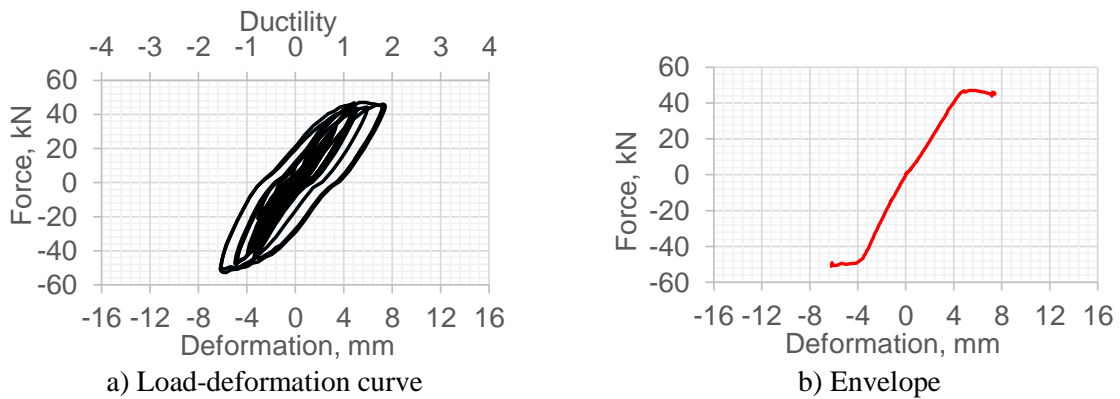 Ductility
-4 -3 -2 -1 0 1 2 3 4
60
40
20
0
-20
-40
-60
Force, kN
-16 -12 -8 -4 0 4 8 12 16
Deformation, mm
a) Load-deformation curve
60
40
20
0
-20
-40
-60
Force, kN
-16 -12 -8 -4 0 4 8 12 16
Deformation, mm
b) Envelope